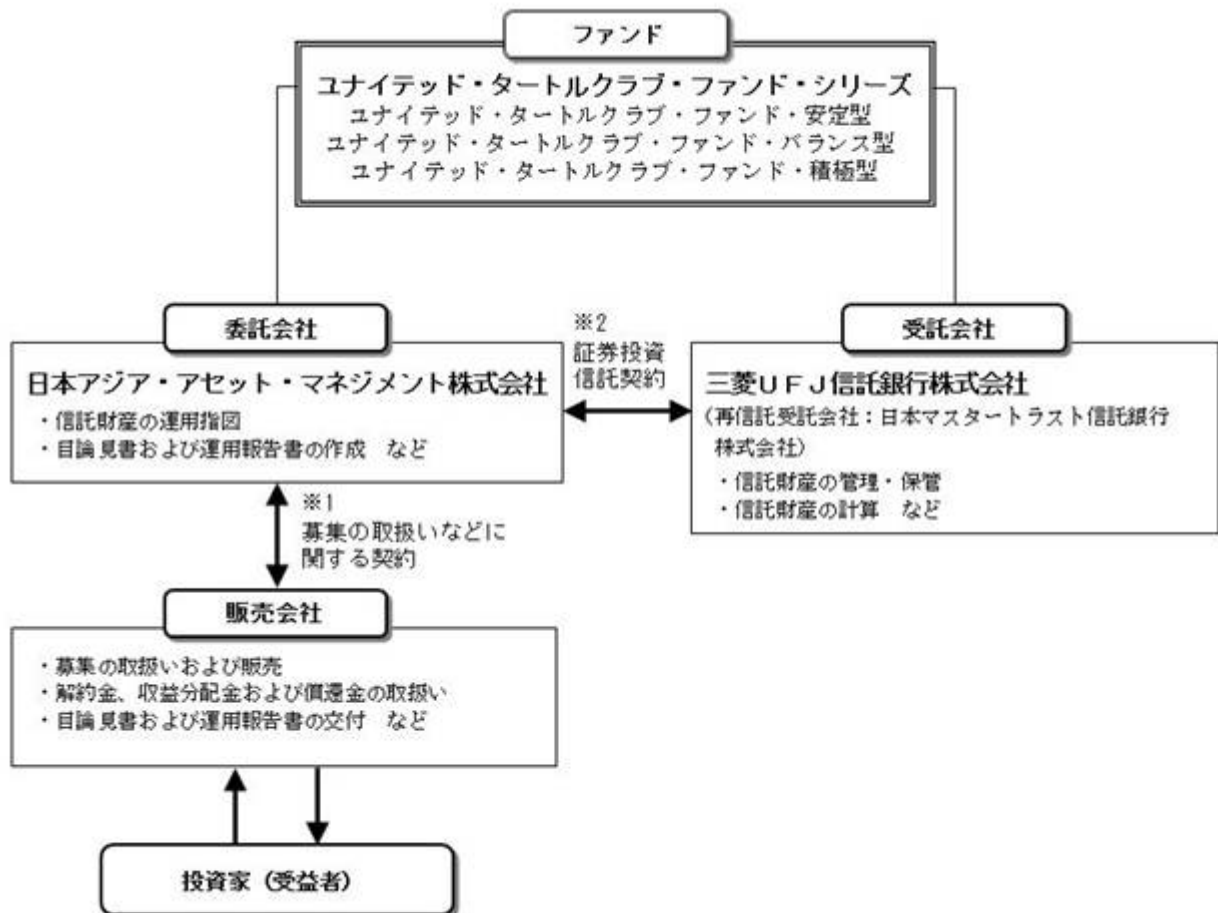 ファンド
ユナイテッド・タートルクラブ・ファンド・シリーズ
ユナイテッド・タートルクラブ・ファンド・安定型
ユナイテッド・タートルクラブ・ファンド・バランス型
ユナイテッド・タートルクラブ・ファンド・積極型
委託会社
日本アジア・アセット・マネジメント株式会社
・信託財産の運用指図
・目論見書および運用報告書の作成　など
※2
証券投資
信託契約
受託会社
三菱ＵＦＪ信託銀行株式会社
（再信託受託会社：日本マスタートラスト信託銀行
株式会社）
・信託財産の管理・保管
・信託財産の計算　など
※1
募集の取扱いなどに
関する契約
販売会社
・募集の取扱いおよび販売
・解約金、収益分配金および償還金の取扱い
・目論見書および運用報告書の交付　など
投資家（受益者）